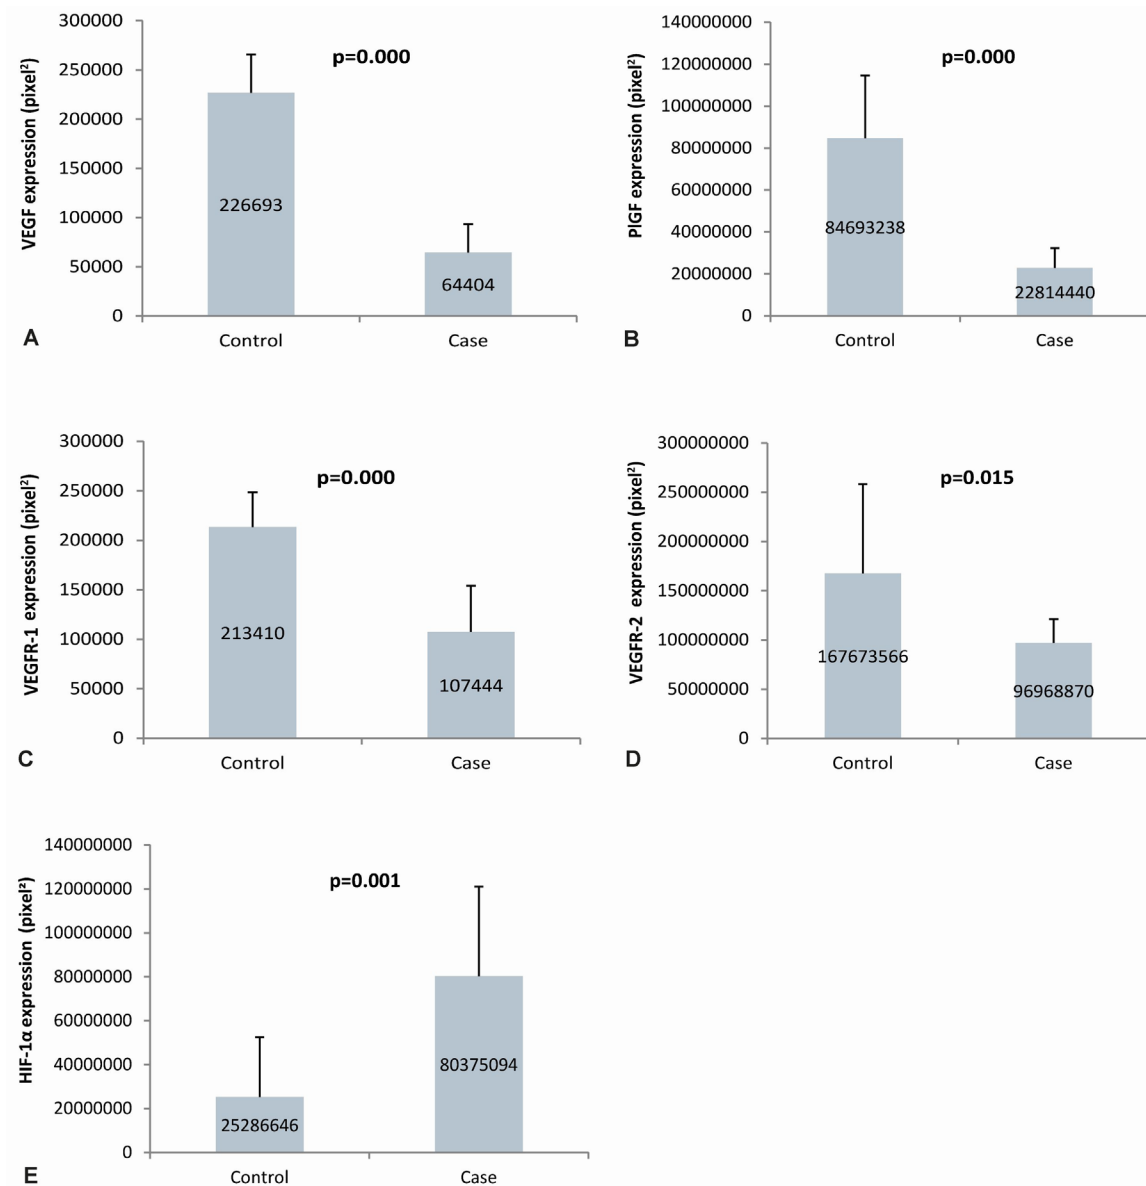 300000
250000
200000
150000
100000
50000
0
VEGF expression (pixel²)
p=0.000
226693
64404
Control Case
A
140000000
120000000
100000000
80000000
60000000
40000000
20000000
0
PlGF expression (pixel²)
p=0.000
84693238
22814440
Control Case
B
300000
250000
200000
150000
100000
50000
0
VEGFR-1 expression (pixel²)
p=0.000
213410
107444
Control Case
C
300000000
250000000
200000000
150000000
100000000
50000000
0
VEGFR-2 expression (pixel²)
p=0.015
167673566
96968870
Control Case
D
140000000
120000000
100000000
80000000
60000000
40000000
20000000
0
HIF-1α expression (pixel²)
p=0.001
25286646
80375094
Control Case
E